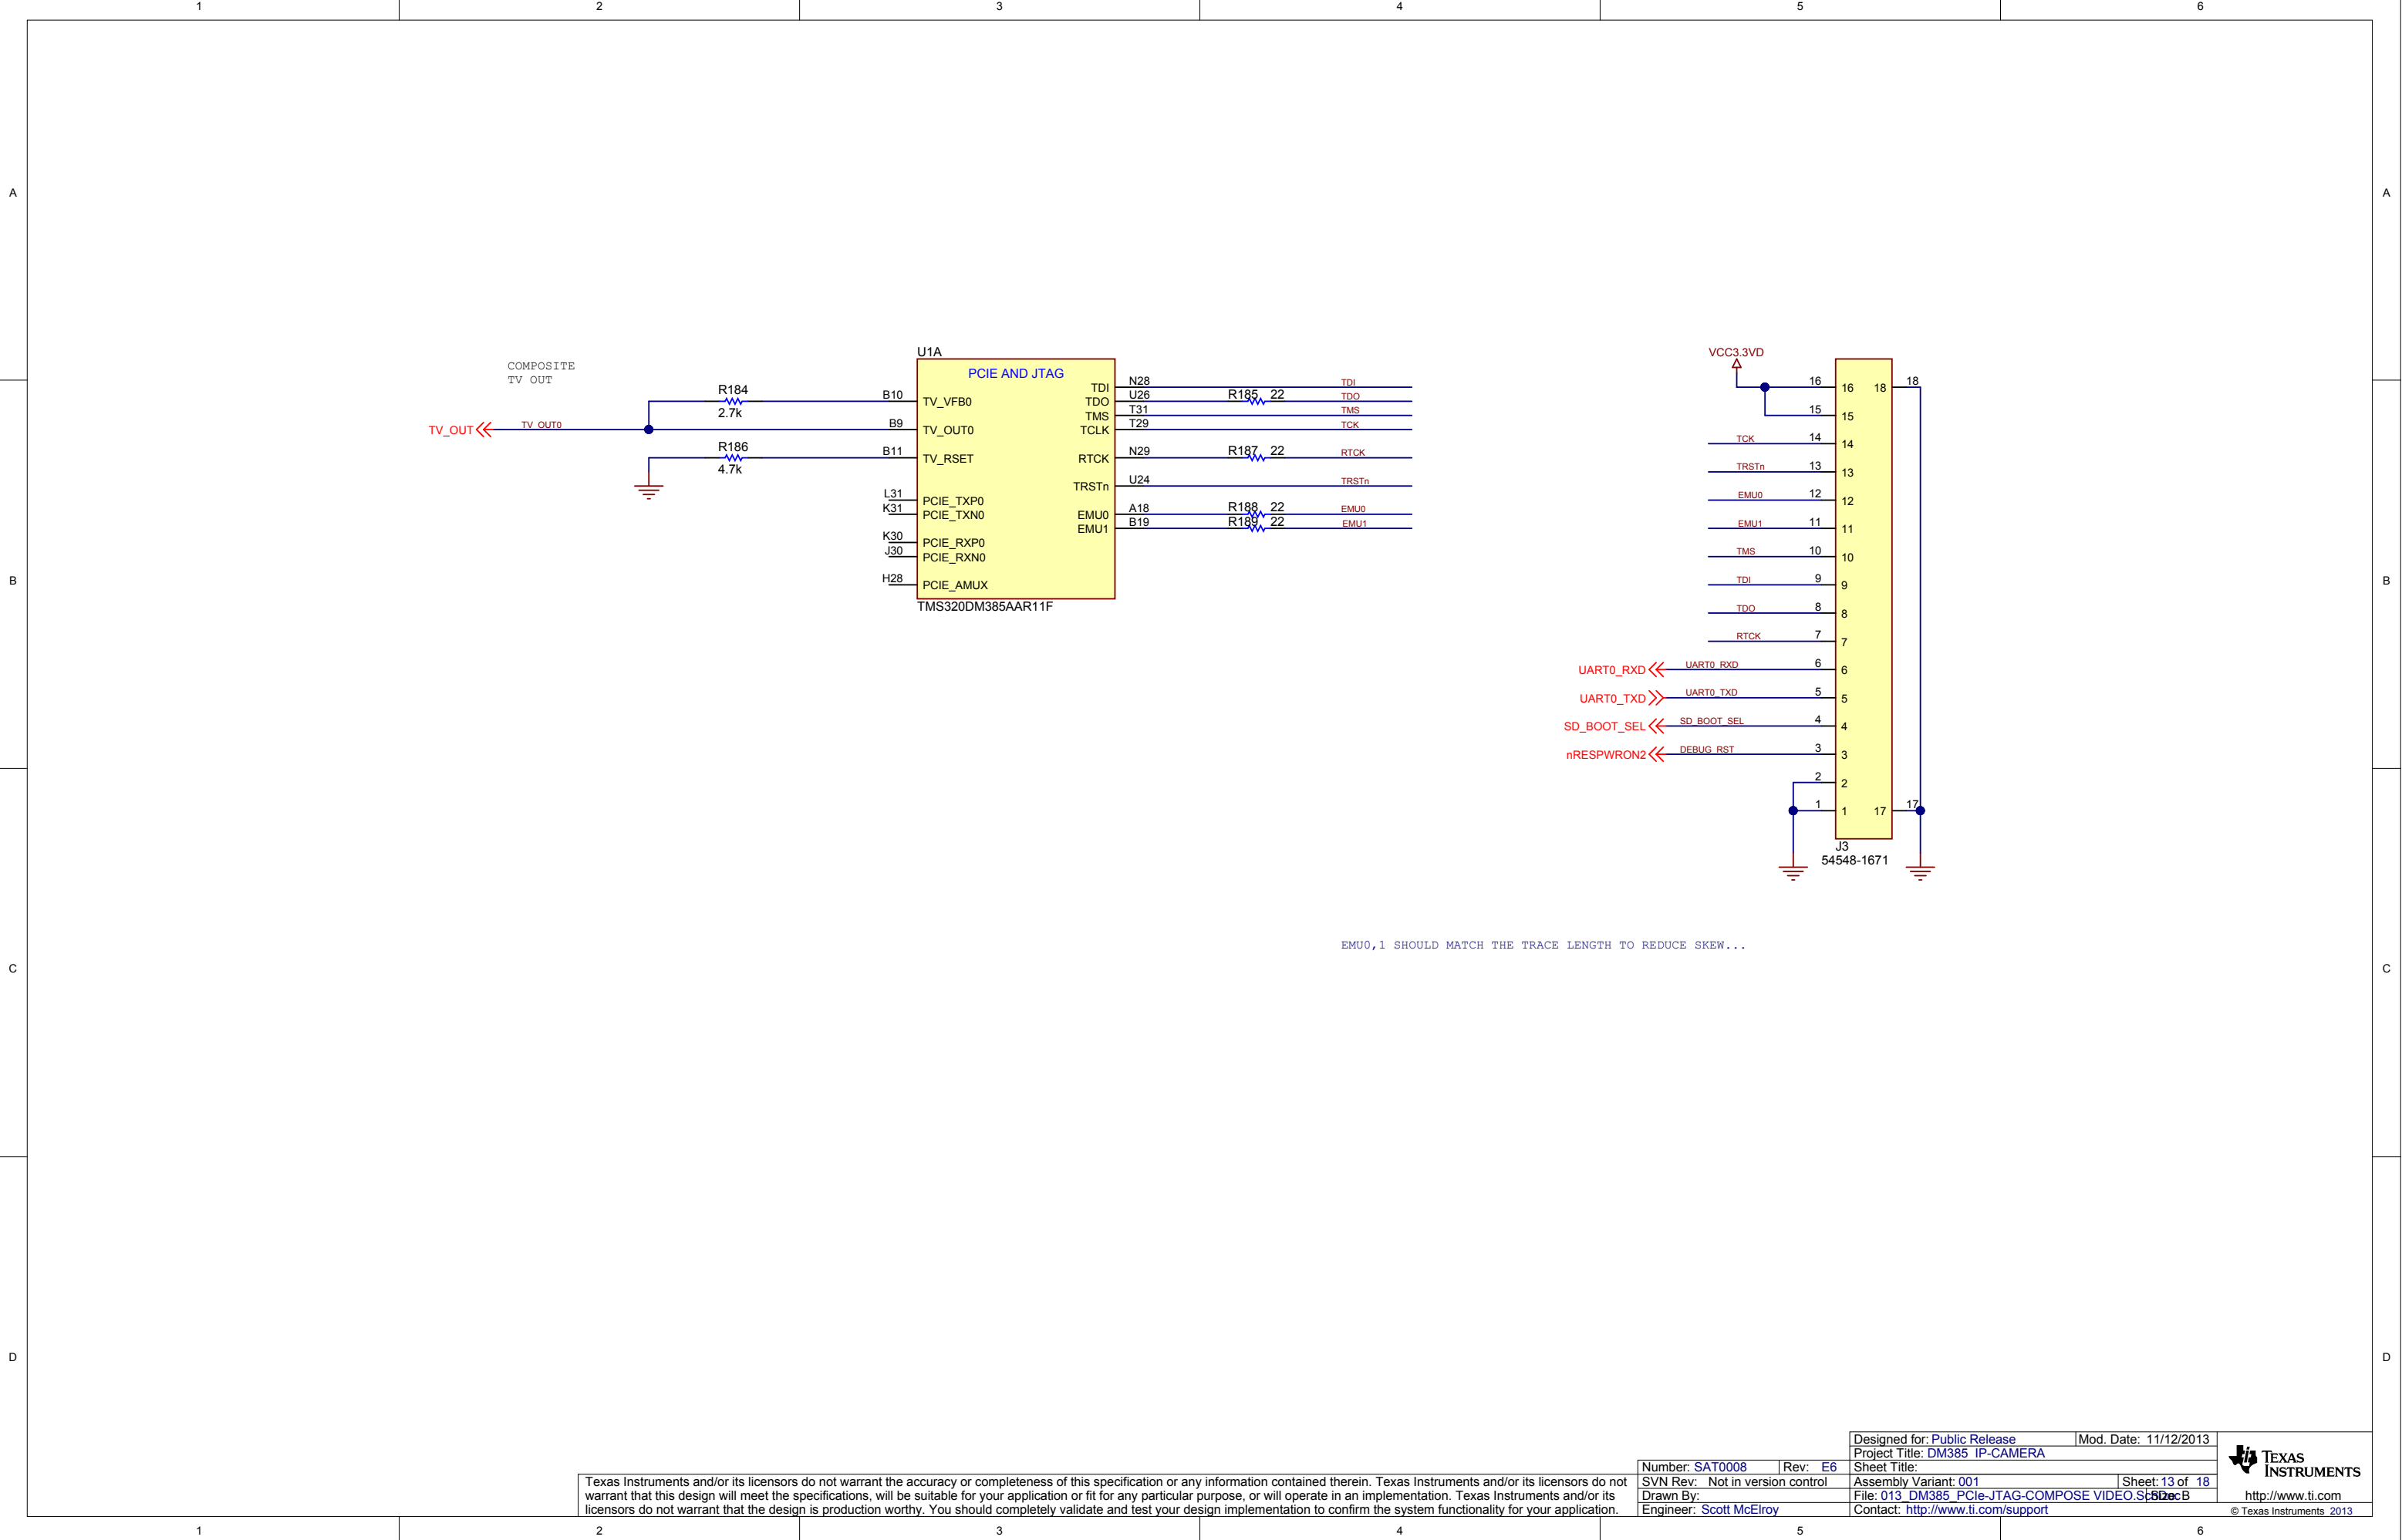 1 2 3 4 5 6
A A
B B
C C
D D
COMPOSITE
TV OUT
TV_OUT
TV_OUT0
R184
2.7k
R186
4.7k
U1A
PCIE AND JTAG
B10 TV_VFB0
B9 TV_OUT0
B11 TV_RSET
L31 PCIE_TXP0
K31 PCIE_TXN0
K30 PCIE_RXP0
J30 PCIE_RXN0
H28 PCIE_AMUX
TDI N28 TDI
TDO U26 R185 22 TDO
TMS T31 TMS
TCLK T29 TCK
RTCK N29 R187 22 RTCK
TRSTn U24 TRSTn
EMU0 A18 R188 22 EMU0
EMU1 B19 R189 22 EMU1
TMS320DM385AAR11F
VCC3.3VD
16 16 18 18
15 15
TCK 14 14
TRSTn 13 13
EMU0 12 12
EMU1 11 11
TMS 10 10
TDI 9 9
TDO 8 8
RTCK 7 7
UART0_RXD UART0_RXD 6 6
UART0_TXD UART0_TXD 5 5
SD_BOOT_SEL SD_BOOT_SEL 4 4
nRESPWRON2 DEBUG_RST 3 3
2 2
1 1 17 17
J3
54548-1671
EMU0,1 SHOULD MATCH THE TRACE LENGTH TO REDUCE SKEW...
Texas Instruments and/or its licensors do not warrant the accuracy or completeness of this specification or any information contained therein. Texas Instruments and/or its licensors do not
warrant that this design will meet the specifications, will be suitable for your application or fit for any particular purpose, or will operate in an implementation. Texas Instruments and/or its
licensors do not warrant that the design is production worthy. You should completely validate and test your design implementation to confirm the system functionality for your application.
Number: SAT0008 Rev: E6
SVN Rev: Not in version control
Drawn By:
Engineer: Scott McElroy
Designed for: Public Release Mod. Date: 11/12/2013
Project Title: DM385_IP-CAMERA
Sheet Title:
Assembly Variant: 001 Sheet: 13 of 18
File: 013_DM385_PCIe-JTAG-COMPOSE VIDEO.SchDoc Size: B
Contact: http://www.ti.com/support
TEXAS
INSTRUMENTS
http://www.ti.com
© Texas Instruments 2013
1 2 3 4 5 6